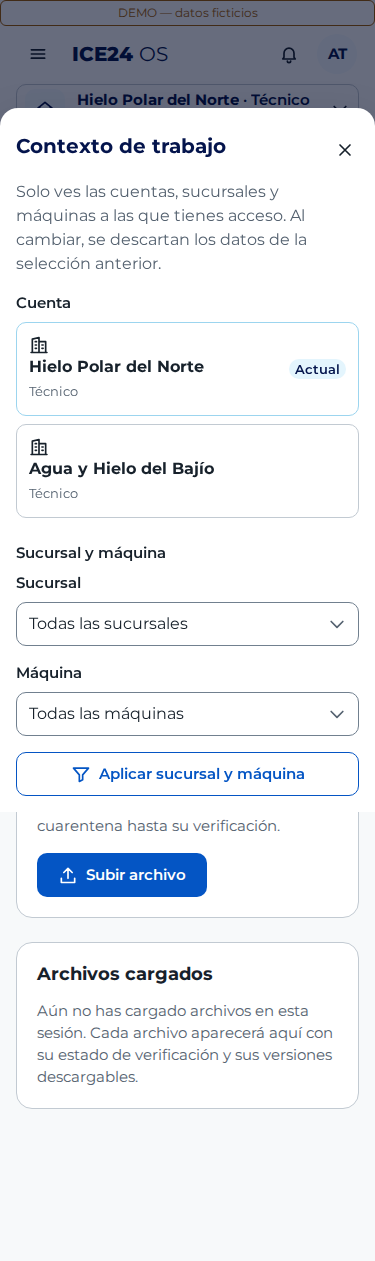 DEMO — datos ficticios
ICE24 OS
AT
Hielo Polar del Norte · Técnico
Contexto de trabajo
Solo ves las cuentas, sucursales y
máquinas a las que tienes acceso. Al
cambiar, se descartan los datos de la
selección anterior.
Cuenta
Hielo Polar del Norte
Actual
Técnico
Agua y Hielo del Bajío
Técnico
Sucursal y máquina
Sucursal
Todas las sucursales
Máquina
Todas las máquinas
Aplicar sucursal y máquina
cuarentena hasta su verificación.
Subir archivo
Archivos cargados
Aún no has cargado archivos en esta
sesión. Cada archivo aparecerá aquí con
su estado de verificación y sus versiones
descargables.